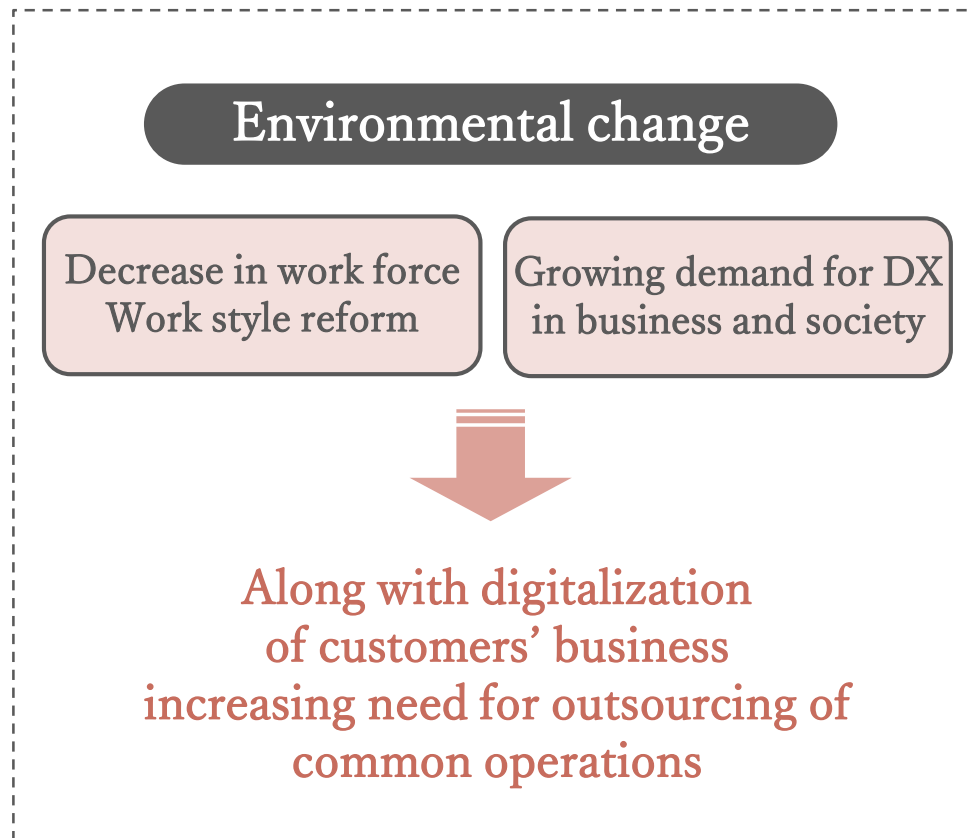 Environmental change
Decrease in work force
Work style reform
Growing demand for DX
in business and society
Along with digitalization
of customers’ business
increasing need for outsourcing of
common operations